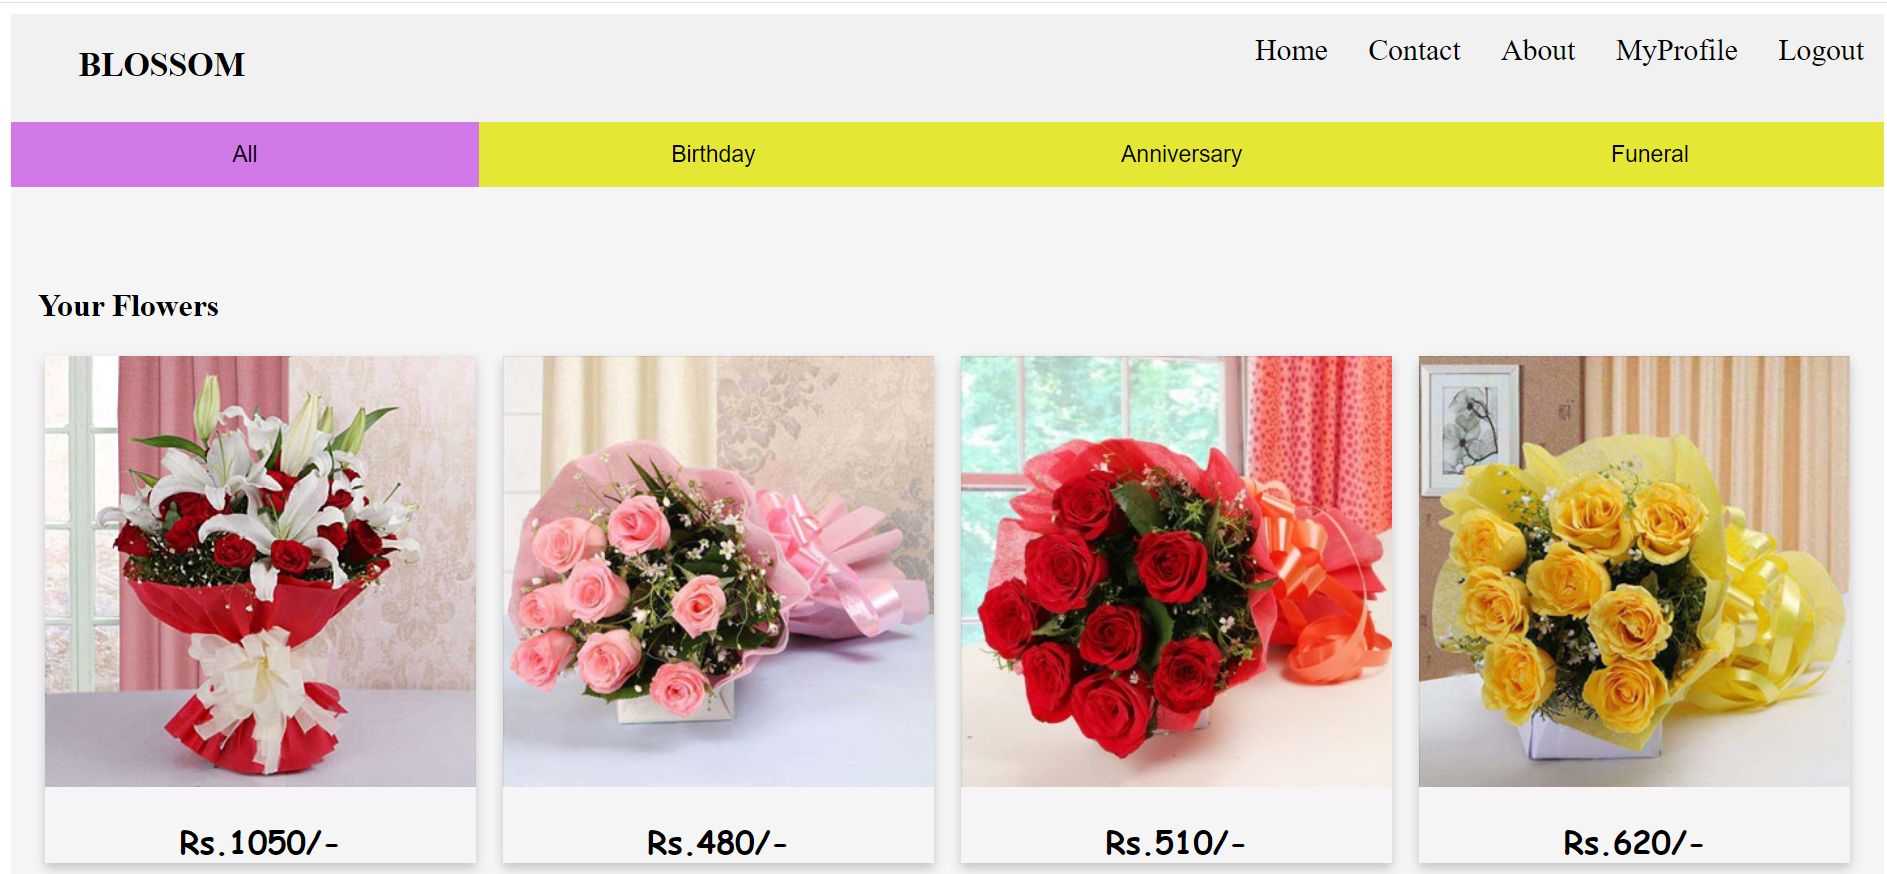 BLOSSOM
Home Contact About MyProfile Logout
All Birthday Anniversary Funeral
Your Flowers
Rs.1050/- Rs.480/- Rs.510/- Rs.620/-